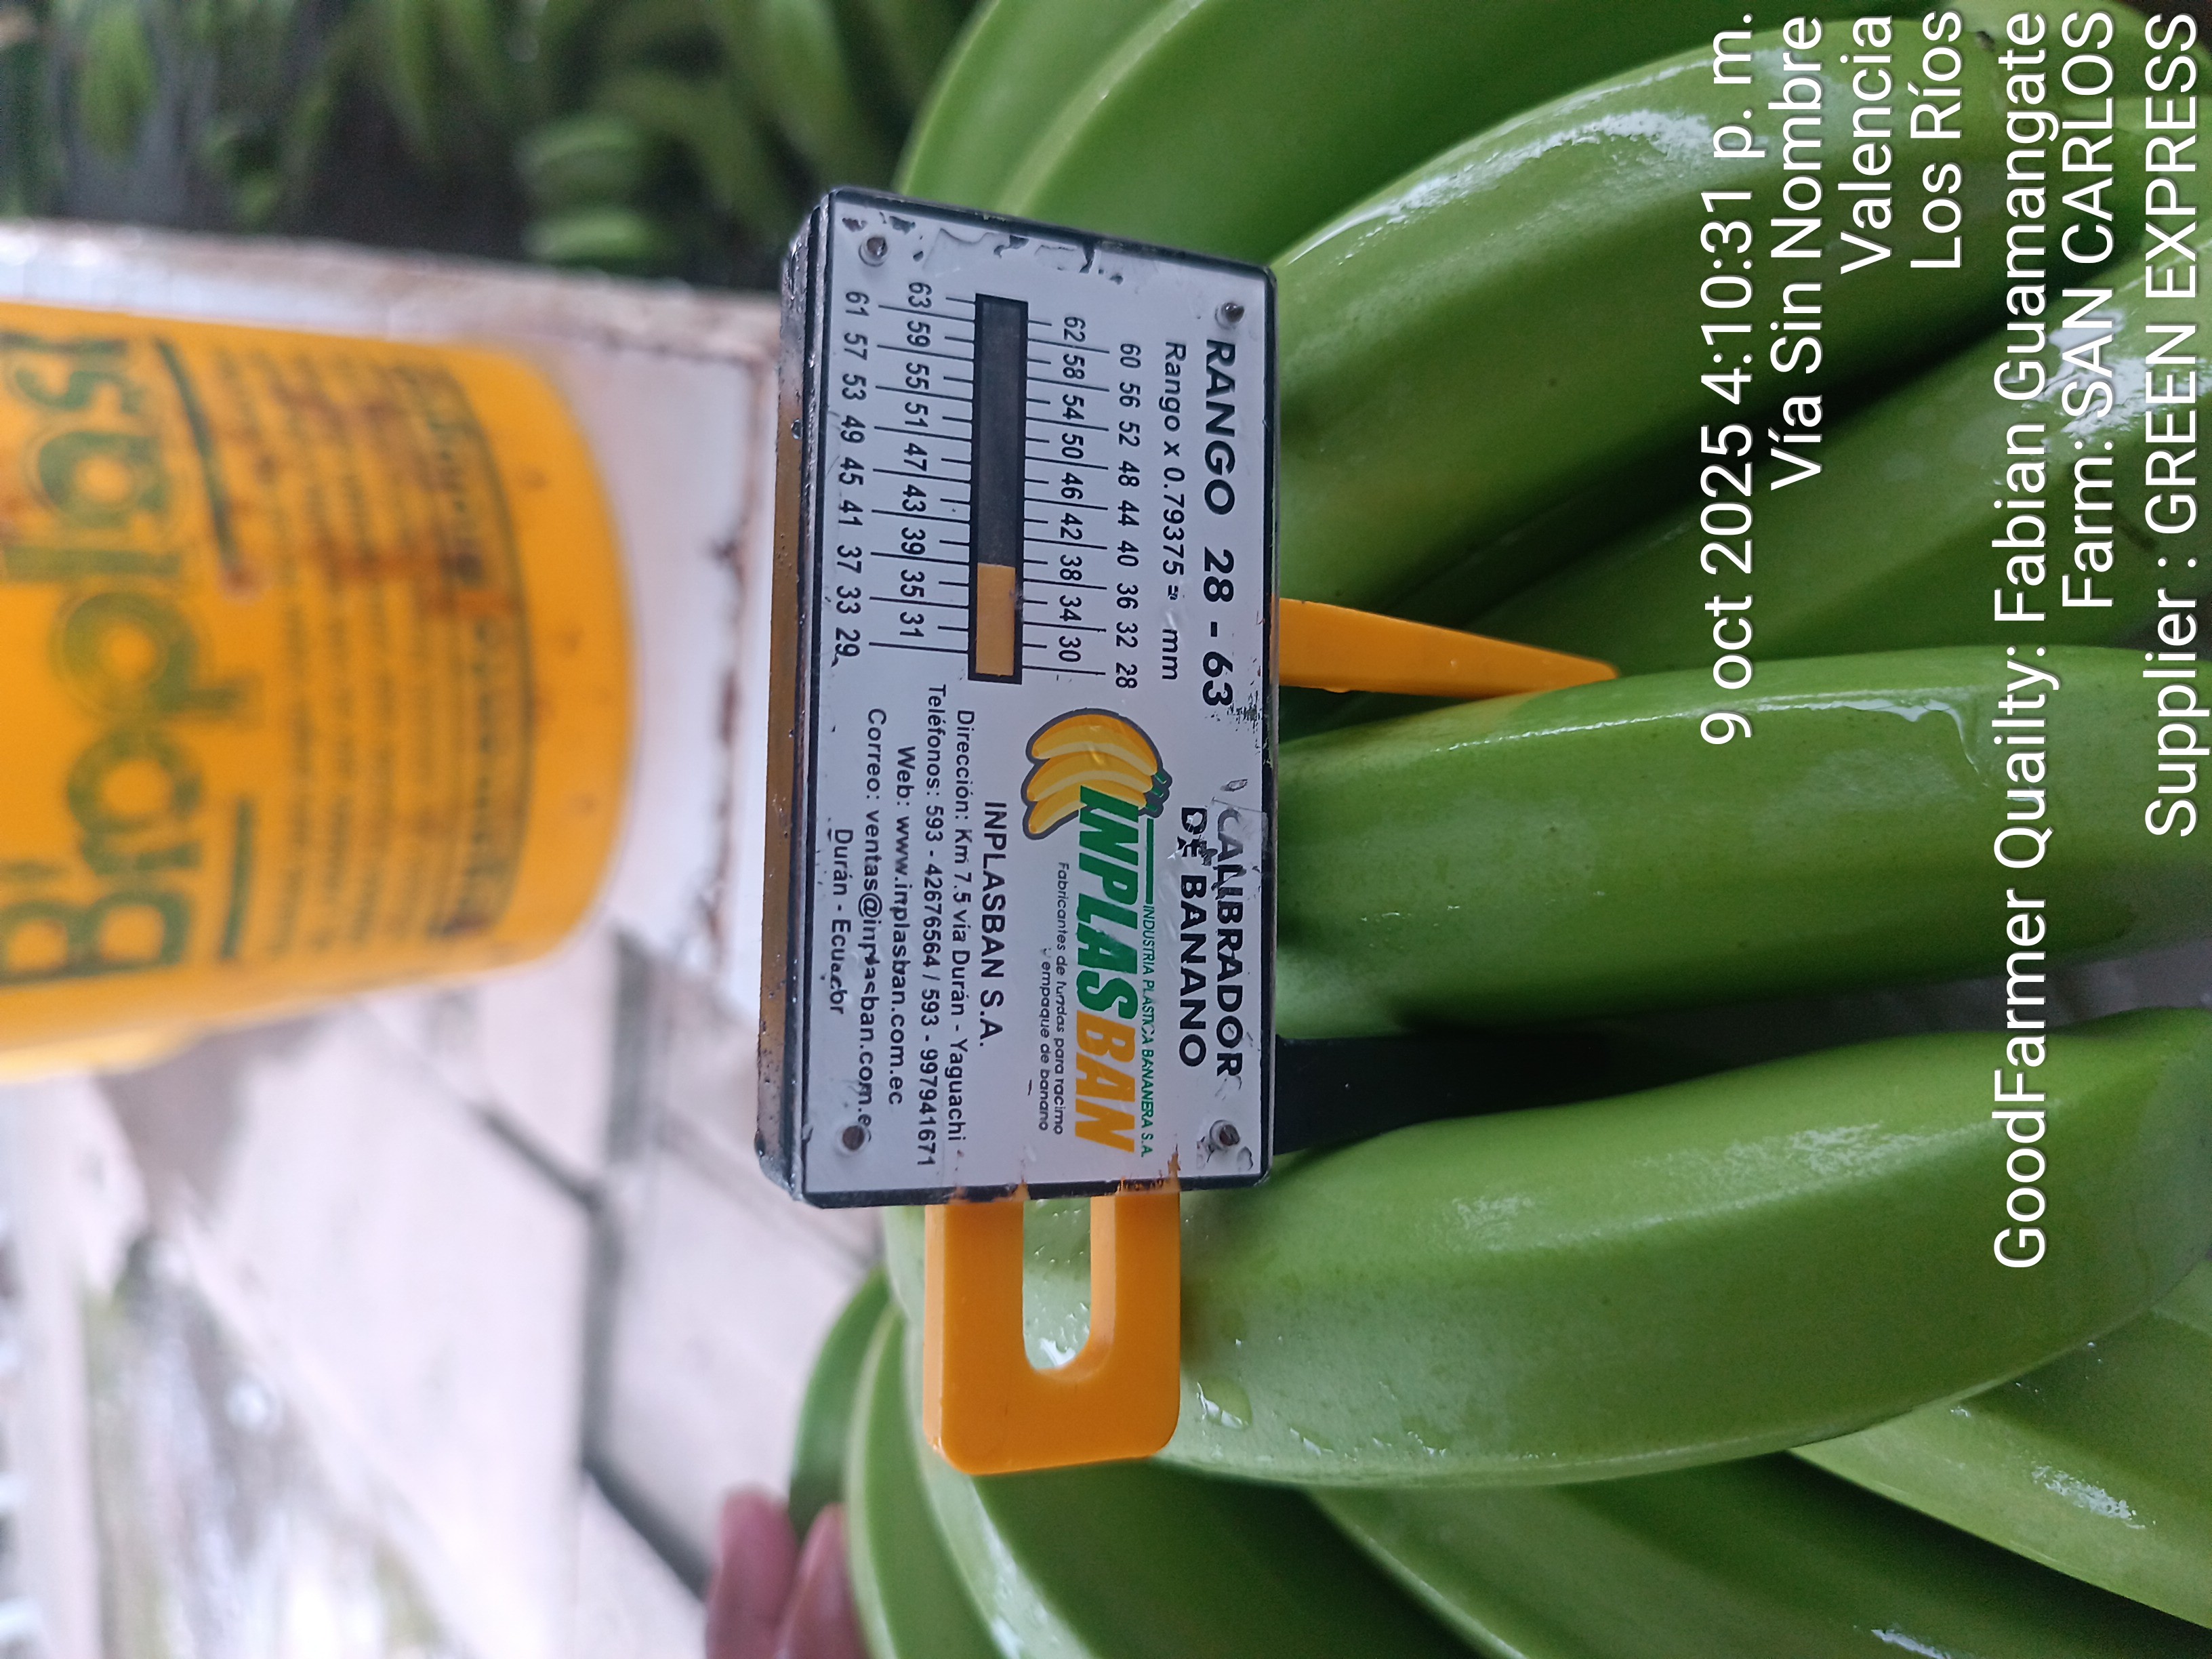 Bioplast
RANGO 28 - 63
Rango x 0.79375 = mm
60 56 52 48 44 40 36 32 28
62 58 54 50 46 42 38 34 30
63 59 55 51 47 43 39 35 31
61 57 53 49 45 41 37 33 29
CALIBRADOR
DE BANANO
INDUSTRIA PLASTICA BANANERA S.A.
INPLASBAN
Fabricantes de fundas para racimo
y empaque de banano
INPLASBAN S.A.
Dirección: Km 7.5 vía Durán - Yaguachi
Teléfonos: 593 - 42676564 / 593 - 997941671
Web: www.inplasban.com.ec
Correo: ventas@inplasban.com.e
Durán - Ecuador
9 oct 2025 4:10:31 p. m.
Vía Sin Nombre
Valencia
Los Ríos
GoodFarmer Quailty: Fabian Guamangate
Farm: SAN CARLOS
Supplier : GREEN EXPRESS